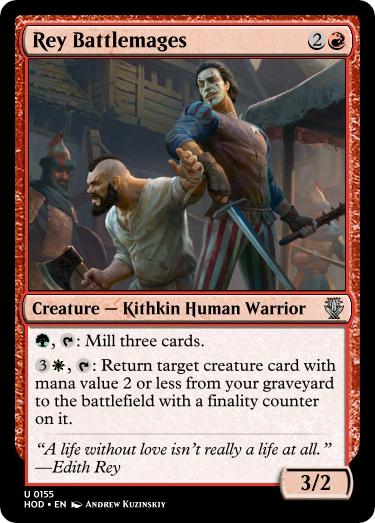 Rey Battlemages 2
Creature — Kithkin Human Warrior
, : Mill three cards.
3 , : Return target creature card with
mana value 2 or less from your graveyard
to the battlefield with a finality counter
on it.
“A life without love isn’t really a life at all.”
—Edith Rey
3/2
U 0155
HOD • EN Andrew Kuzinskiy